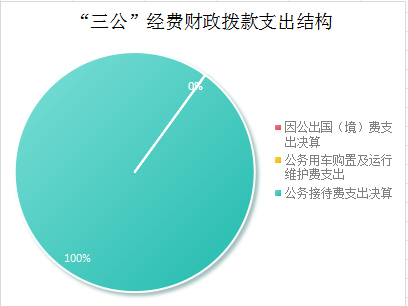 “三公”经费财政拨款支出结构
0%
因公出国（境）费支
出决算
公务用车购置及运行
维护费支出
公务接待费支出决算
100%